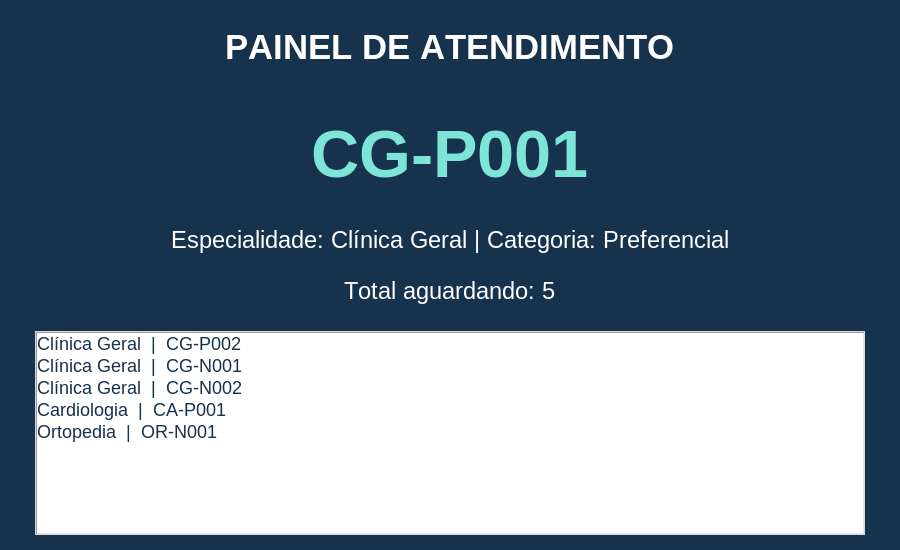 PAINEL DE ATENDIMENTO
CG-P001
Especialidade: Clínica Geral | Categoria: Preferencial
Total aguardando: 5
Clínica Geral | CG-P002
Clínica Geral | CG-N001
Clínica Geral | CG-N002
Cardiologia | CA-P001
Ortopedia | OR-N001